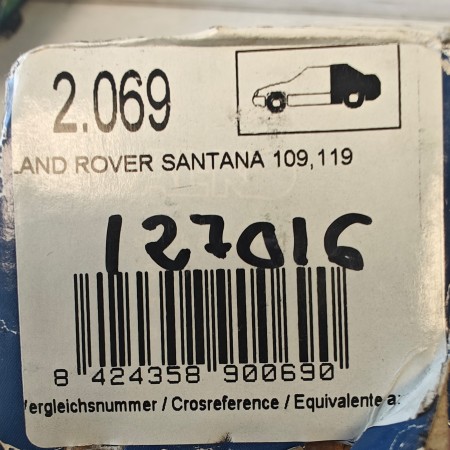 2.069
LAND ROVER SANTANA 109,119
127016
8 424358 900690
Vergleichsnummer / Crosreference / Equivalente a: